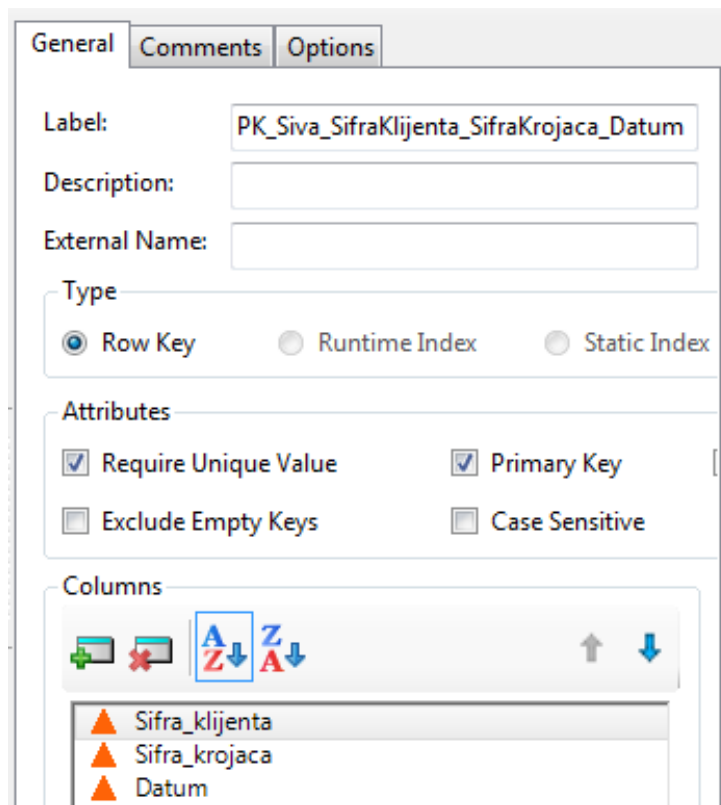 General Comments Options
Label: PK_Siva_SifraKlijenta_SifraKrojaca_Datum
Description:
External Name:
Type
Row Key Runtime Index Static Index
Attributes
Require Unique Value Primary Key
Exclude Empty Keys Case Sensitive
Columns
A Z Z A
Sifra_klijenta
Sifra_krojaca
Datum